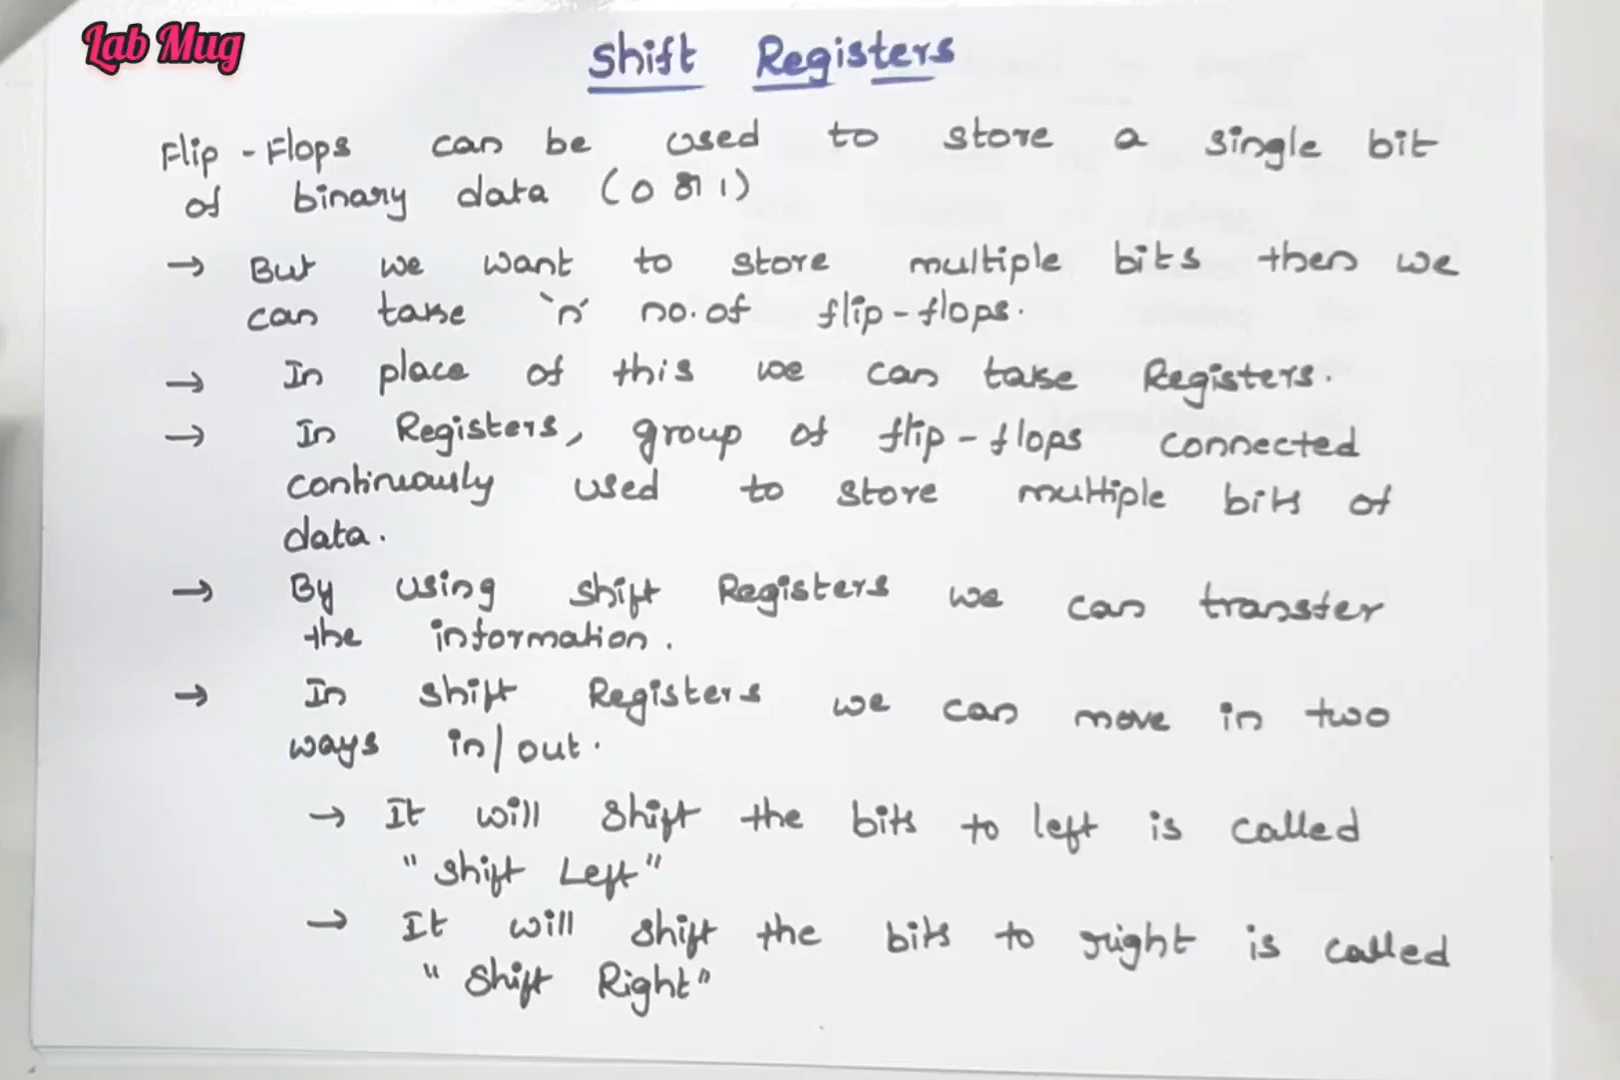 Lab Mug
Shift Registers
Flip-Flops can be used to store a single bit
of binary data (0 or 1)
→ But we want to store multiple bits then we
can take 'n' no. of flip-flops.
→ In place of this we can take Registers.
→ In Registers, group of flip-flops connected
continuously used to store multiple bits of
data.
→ By using shift Registers we can transfer
the information.
→ In shift Registers we can move in two
ways in/out.
→ It will shift the bits to left is called
"Shift Left"
→ It will shift the bits to right is called
"Shift Right"